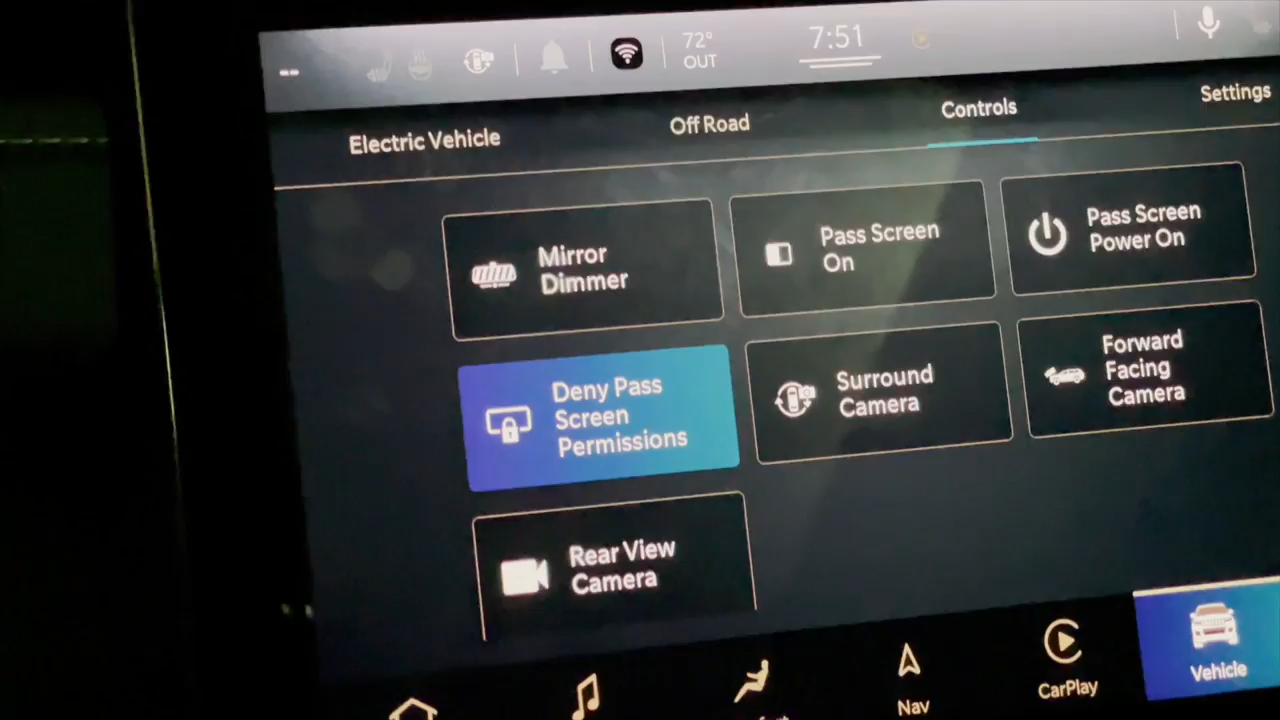 72°
OUT
7:51
Electric Vehicle
Off Road
Controls
Settings
Mirror
Dimmer
Pass Screen
On
Pass Screen
Power On
Deny Pass
Screen
Permissions
Surround
Camera
Forward
Facing
Camera
Rear View
Camera
Nav
CarPlay
Vehicle